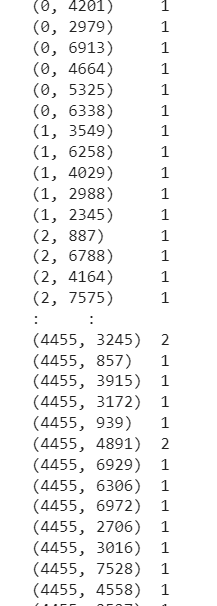 (0, 4201) 1
(0, 2979) 1
(0, 6913) 1
(0, 4664) 1
(0, 5325) 1
(0, 6338) 1
(1, 3549) 1
(1, 6258) 1
(1, 4029) 1
(1, 2988) 1
(1, 2345) 1
(2, 887) 1
(2, 6788) 1
(2, 4164) 1
(2, 7575) 1
: :
(4455, 3245) 2
(4455, 857) 1
(4455, 3915) 1
(4455, 3172) 1
(4455, 939) 1
(4455, 4891) 2
(4455, 6929) 1
(4455, 6306) 1
(4455, 6972) 1
(4455, 2706) 1
(4455, 3016) 1
(4455, 7528) 1
(4455, 4558) 1